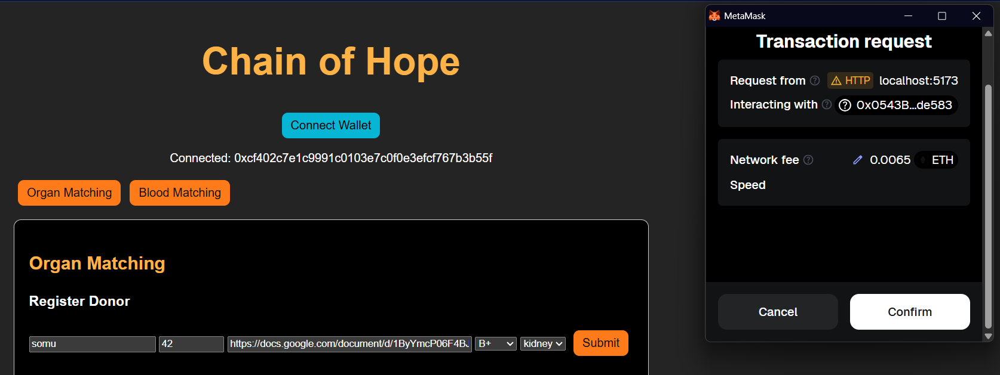 Chain of Hope
Connect Wallet
Connected: 0xcf402c7e1c9991c0103e7c0f0e3efcf767b3b55f
Organ Matching
Blood Matching
Organ Matching
Register Donor
somu
42
https://docs.google.com/document/d/1ByYmcP06F4BJ
B+
kidney
Submit
MetaMask
Transaction request
Request from HTTP localhost:5173
Interacting with 0x0543B...de583
Network fee 0.0065 ETH
Speed
Cancel
Confirm